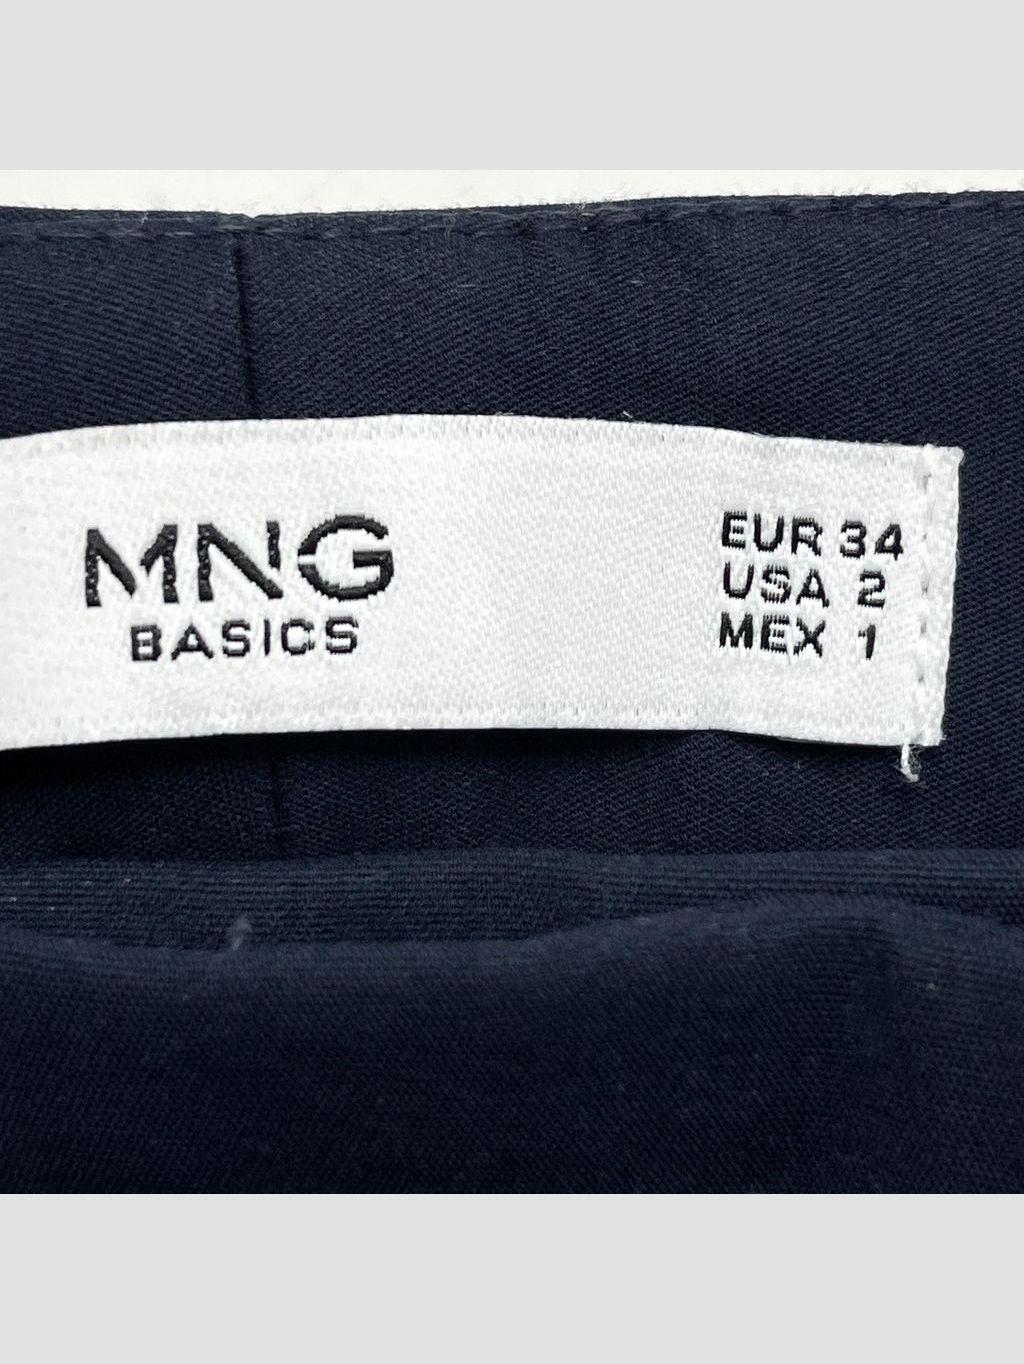 MNG
BASICS
EUR 34
USA 2
MEX 1